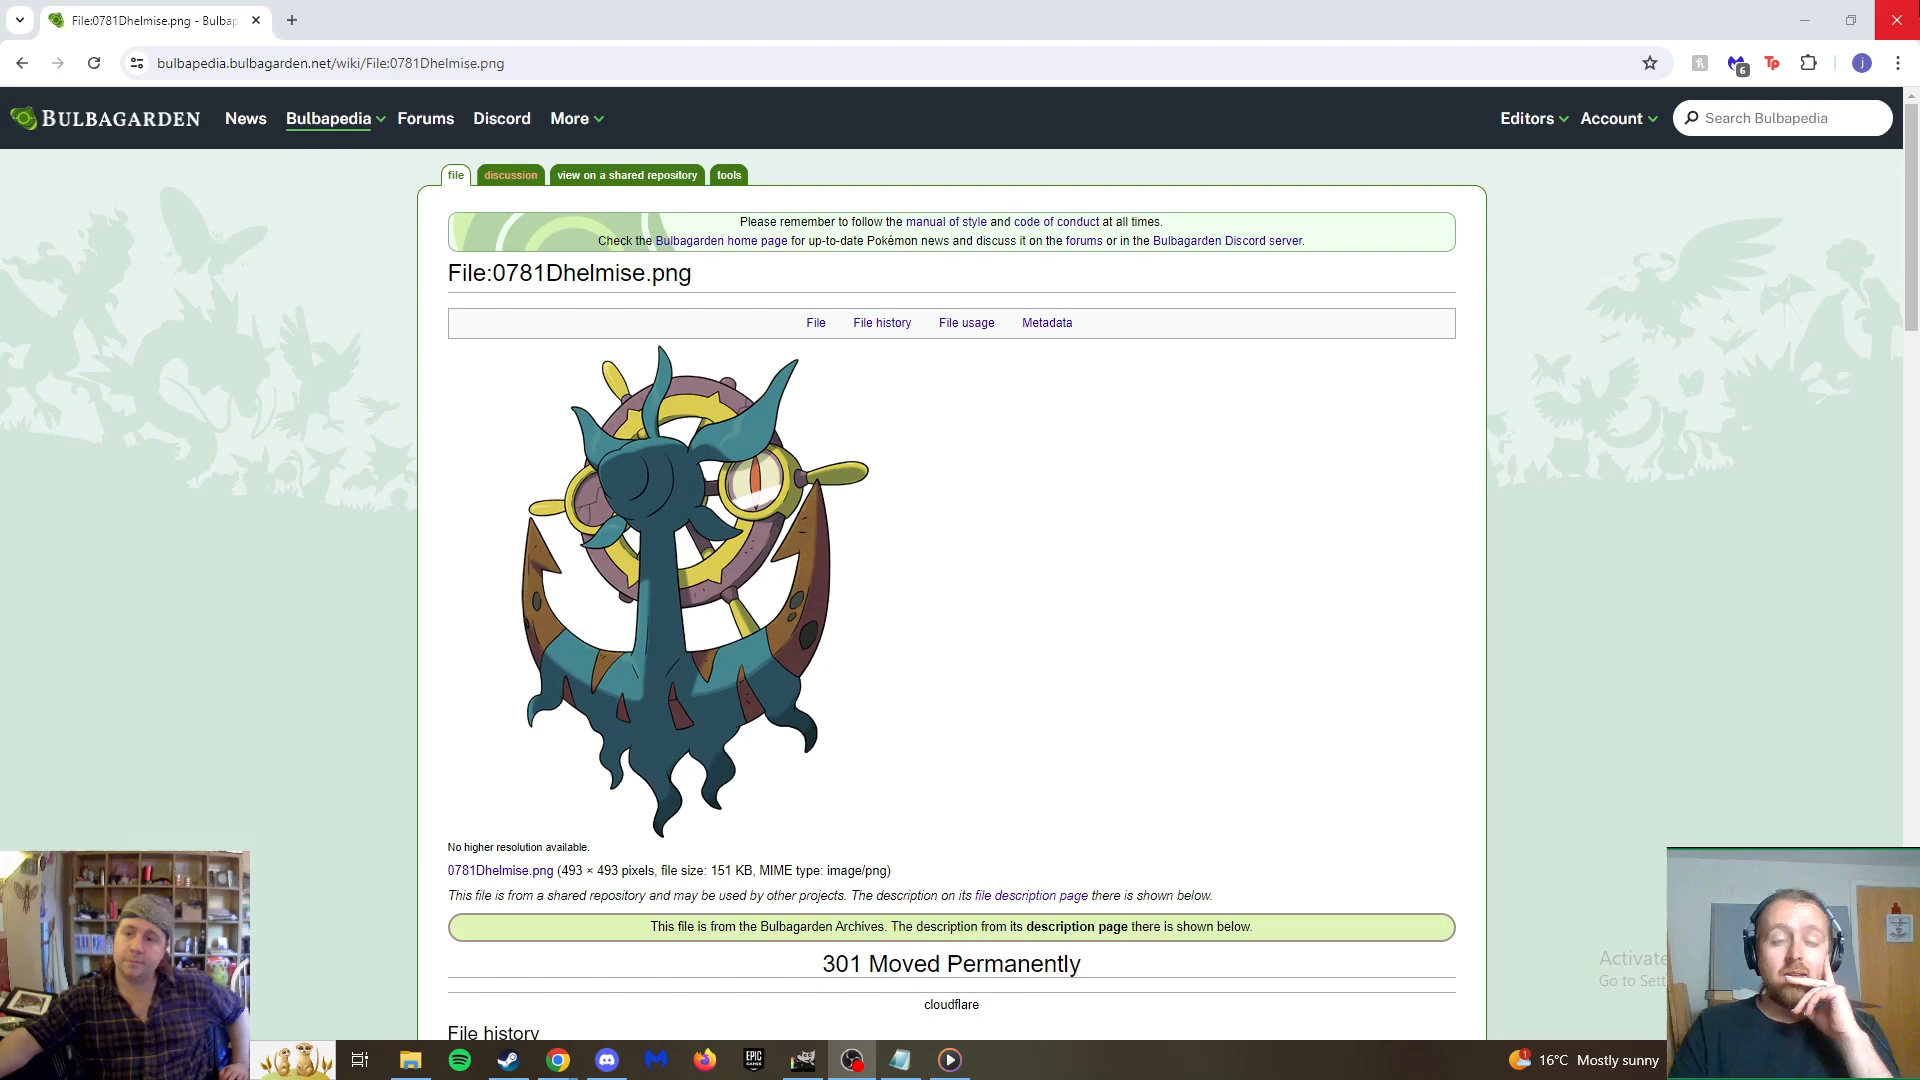 File:0781Dhelmise.png - Bulbap
bulbapedia.bulbagarden.net/wiki/File:0781Dhelmise.png
6
Tp
j
BULBAGARDEN
News
Bulbapedia
Forums
Discord
More
Editors
Account
Search Bulbapedia
file
discussion
view on a shared repository
tools
Please remember to follow the manual of style and code of conduct at all times.
Check the Bulbagarden home page for up-to-date Pokémon news and discuss it on the forums or in the Bulbagarden Discord server.
File:0781Dhelmise.png
File
File history
File usage
Metadata
No higher resolution available.
0781Dhelmise.png (493 × 493 pixels, file size: 151 KB, MIME type: image/png)
This file is from a shared repository and may be used by other projects. The description on its file description page there is shown below.
This file is from the Bulbagarden Archives. The description from its description page there is shown below.
301 Moved Permanently
cloudflare
File history
Activate
Go to Sett
EPIC
GAMES
1
16°C Mostly sunny